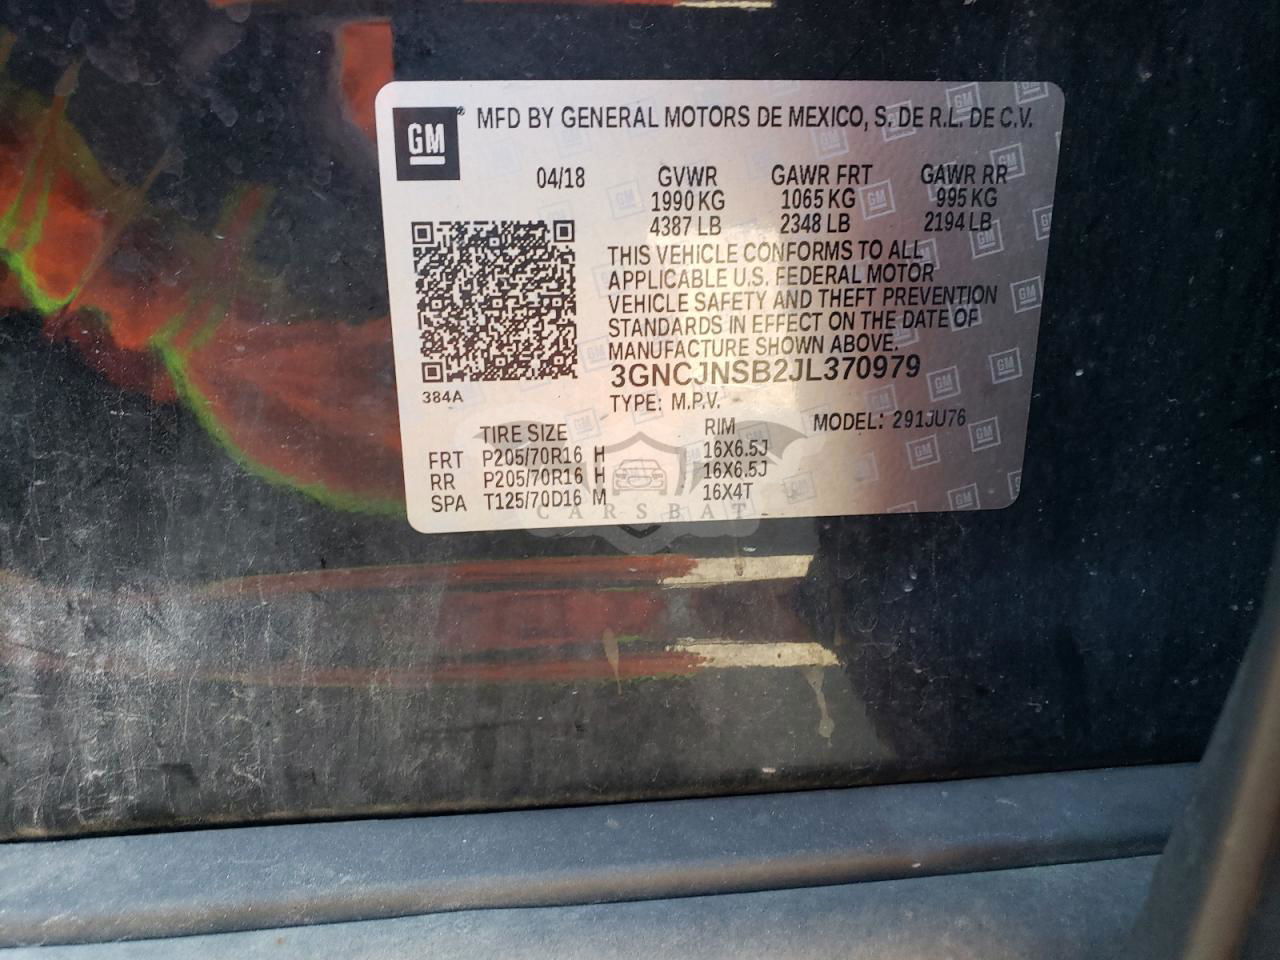 GM® MFD BY GENERAL MOTORS DE MEXICO, S. DE R.L. DE C.V.
04/18 GVWR GAWR FRT GAWR RR
1990 KG 1065 KG 995 KG
4387 LB 2348 LB 2194 LB
THIS VEHICLE CONFORMS TO ALL
APPLICABLE U.S. FEDERAL MOTOR
VEHICLE SAFETY AND THEFT PREVENTION
STANDARDS IN EFFECT ON THE DATE OF
MANUFACTURE SHOWN ABOVE.
3GNCJNSB2JL370979
384A
TYPE: M.P.V. MODEL: 291JU76
TIRE SIZE RIM
FRT P205/70R16 H 16X6.5J
RR P205/70R16 H 16X6.5J
SPA T125/70D16 M 16X4T
CARSBAT